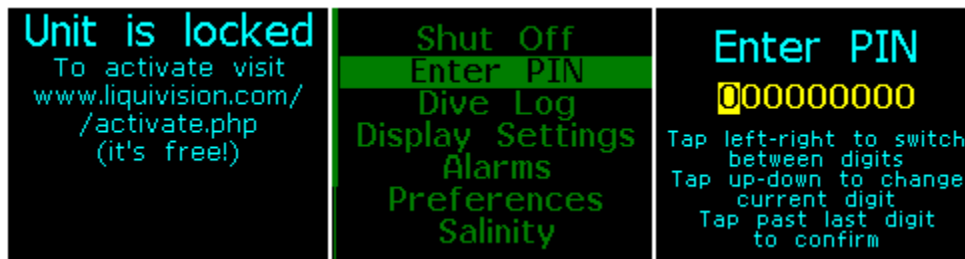 Unit is locked
To activate visit
www.liquivision.com/
/activate.php
(it's free!)
Shut Off
Enter PIN
Dive Log
Display Settings
Alarms
Preferences
Salinity
Enter PIN
000000000
Tap left-right to switch
between digits
Tap up-down to change
current digit
Tap past last digit
to confirm